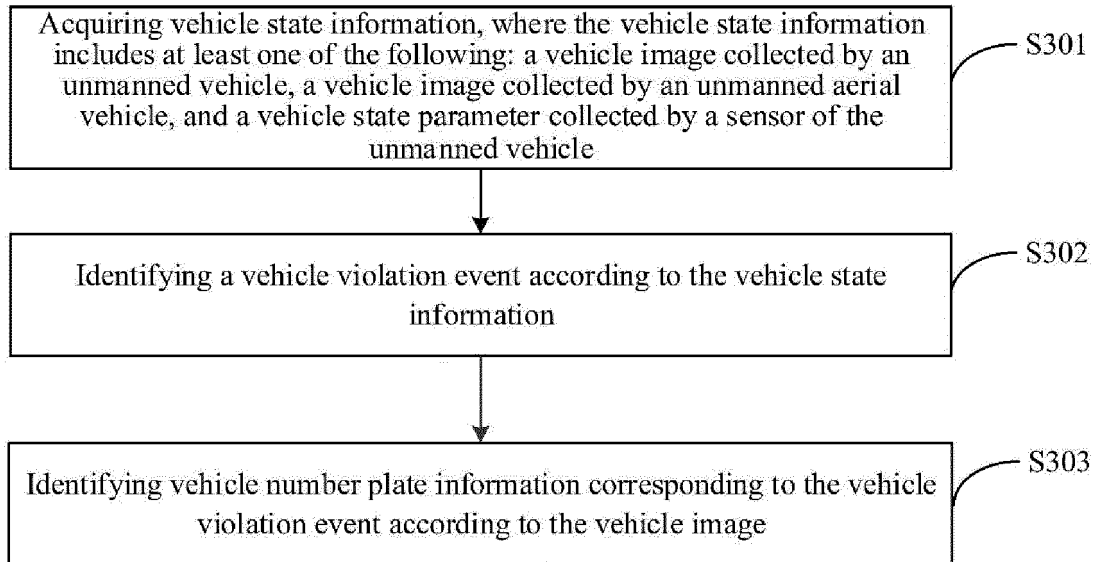 Acquiring vehicle state information, where the vehicle state information
includes at least one of the following: a vehicle image collected by an
unmanned vehicle, a vehicle image collected by an unmanned aerial
vehicle, and a vehicle state parameter collected by a sensor of the
unmanned vehicle
S301
Identifying a vehicle violation event according to the vehicle state
information
S302
Identifying vehicle number plate information corresponding to the vehicle
violation event according to the vehicle image
S303